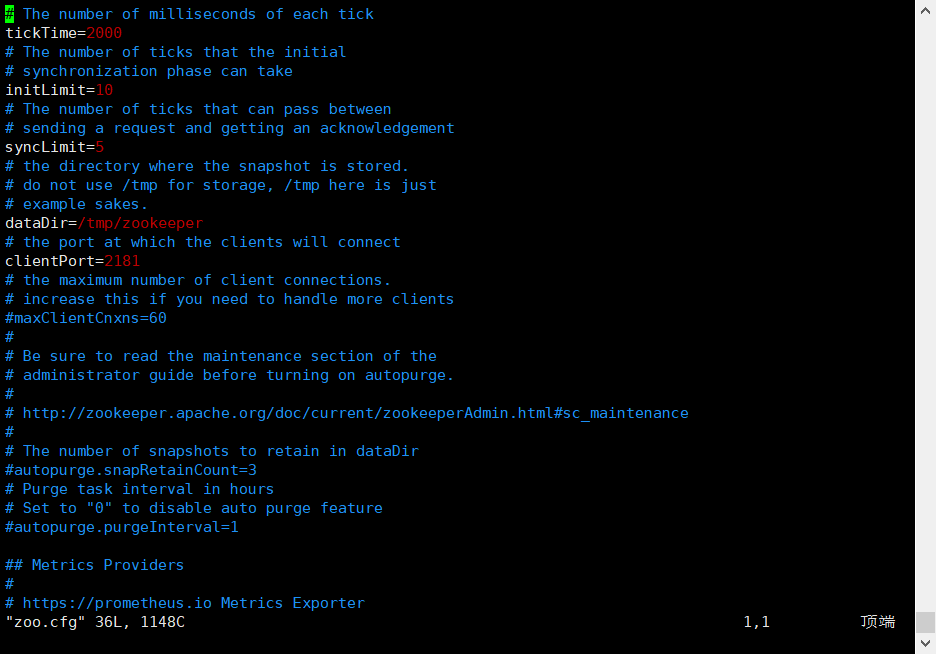 # The number of milliseconds of each tick
tickTime=2000
# The number of ticks that the initial
# synchronization phase can take
initLimit=10
# The number of ticks that can pass between
# sending a request and getting an acknowledgement
syncLimit=5
# the directory where the snapshot is stored.
# do not use /tmp for storage, /tmp here is just
# example sakes.
dataDir=/tmp/zookeeper
# the port at which the clients will connect
clientPort=2181
# the maximum number of client connections.
# increase this if you need to handle more clients
#maxClientCnxns=60
#
# Be sure to read the maintenance section of the
# administrator guide before turning on autopurge.
#
# http://zookeeper.apache.org/doc/current/zookeeperAdmin.html#sc_maintenance
#
# The number of snapshots to retain in dataDir
#autopurge.snapRetainCount=3
# Purge task interval in hours
# Set to "0" to disable auto purge feature
#autopurge.purgeInterval=1

## Metrics Providers
#
# https://prometheus.io Metrics Exporter
"zoo.cfg" 36L, 1148C 1,1 顶端